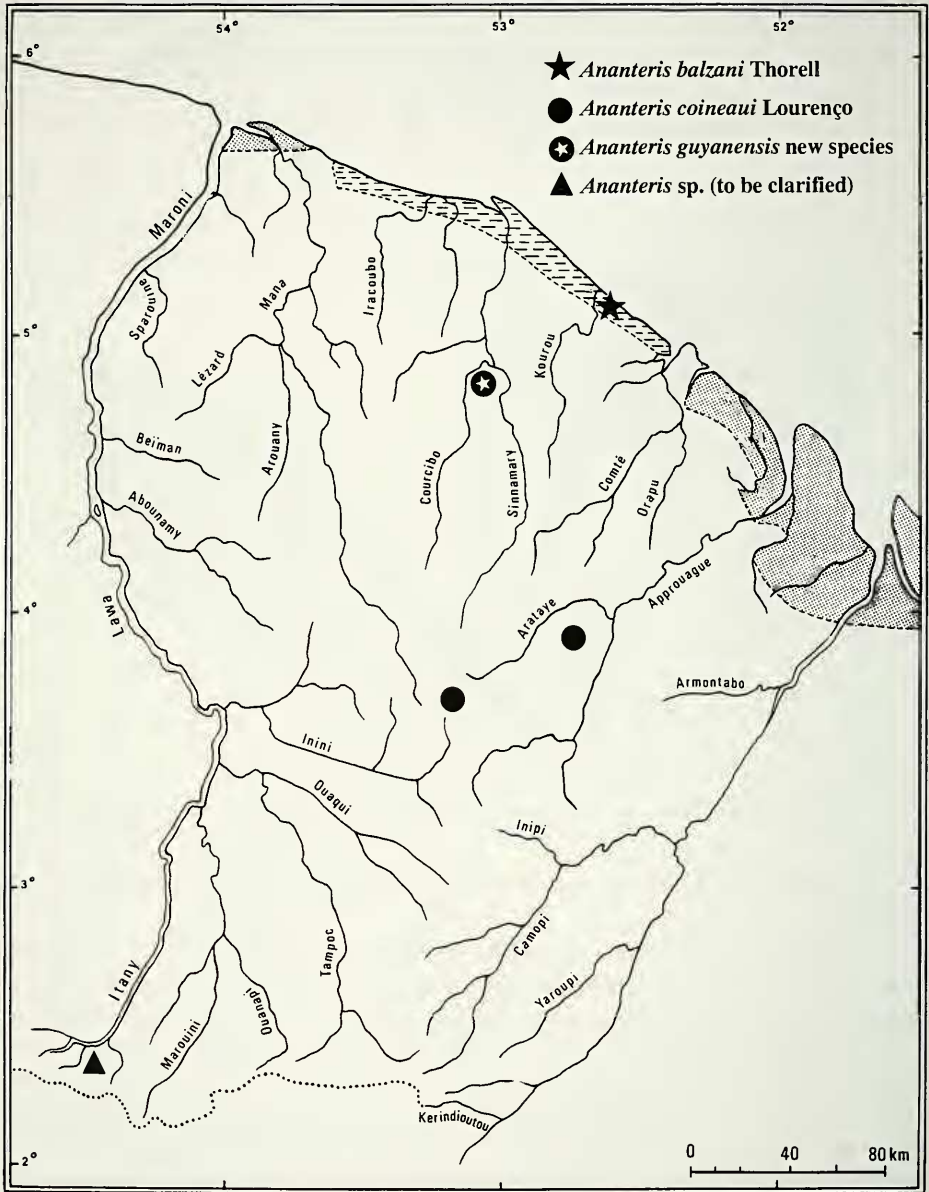 54° 53° 52°
6°
★ Ananteris balzani Thorell
● Ananteris coineaui Lourenço
Ananteris guyanensis new species
▲ Ananteris sp. (to be clarified)
Maroni
Sparouine
Mana
Iracoubo
5°
Lézard
Kourou
Beïman
Arouany
Courcibo
Sinnamary
Comté
Orapu
Abounamy
4°
Lawa
Arataye
Approuague
Armontabo
Inini
Ouaqui
Inipi
3°
Camopi
Tampoc
Yaroupi
Itany
Ouanapi
Marouini
Kerindioutou
2°
0 40 80 km